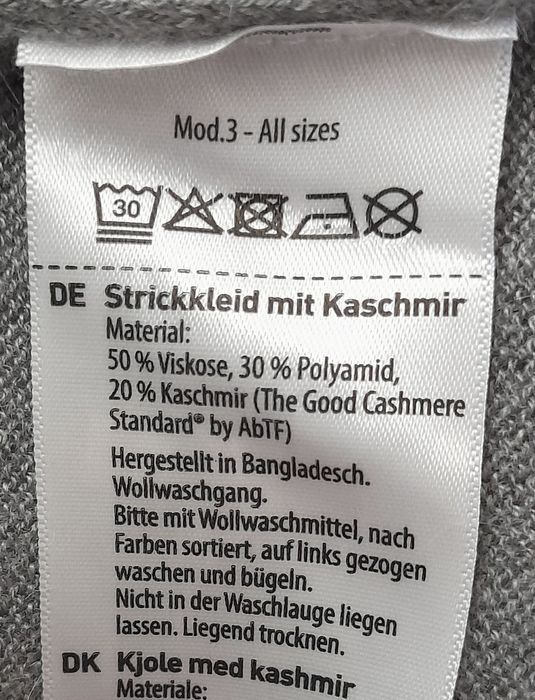 Mod.3 - All sizes
30
DE Strickkleid mit Kaschmir
Material:
50 % Viskose, 30 % Polyamid,
20 % Kaschmir (The Good Cashmere
Standard® by AbTF)
Hergestellt in Bangladesch.
Wollwaschgang.
Bitte mit Wollwaschmittel, nach
Farben sortiert, auf links gezogen
waschen und bügeln.
Nicht in der Waschlauge liegen
lassen. Liegend trocknen.
DK Kjole med kashmir
Materiale: